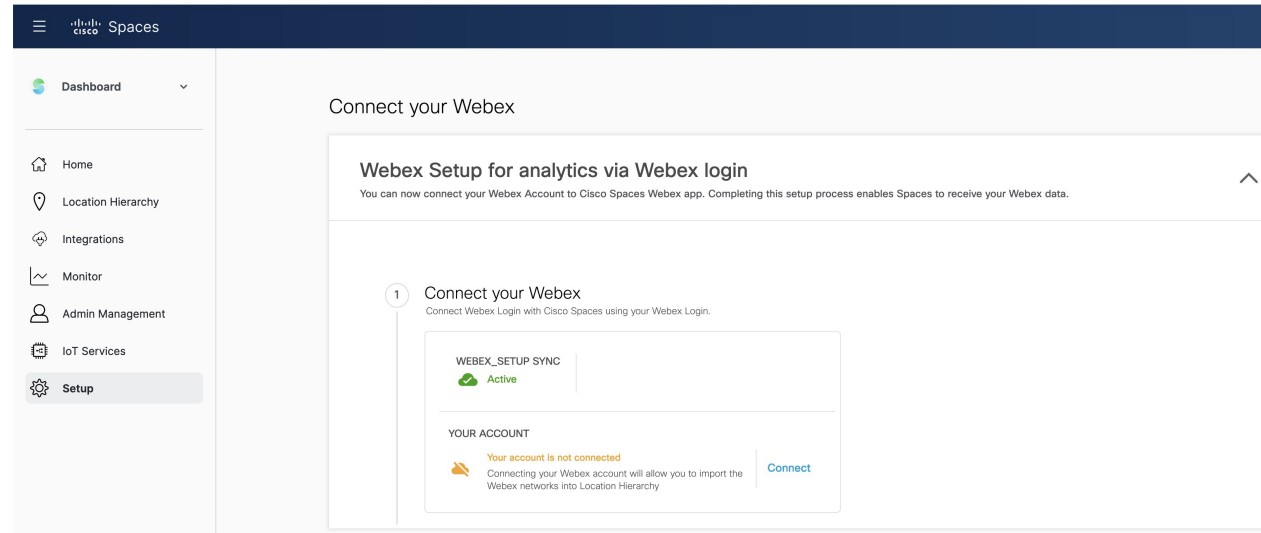 cisco Spaces
Dashboard
Home
Location Hierarchy
Integrations
Monitor
Admin Management
IoT Services
Setup
Connect your Webex
Webex Setup for analytics via Webex login
You can now connect your Webex Account to Cisco Spaces Webex app. Completing this setup process enables Spaces to receive your Webex data.
1 Connect your Webex
Connect Webex Login with Cisco Spaces using your Webex Login.
WEBEX_SETUP SYNC
Active
YOUR ACCOUNT
Your account is not connected
Connecting your Webex account will allow you to import the
Webex networks into Location Hierarchy
Connect